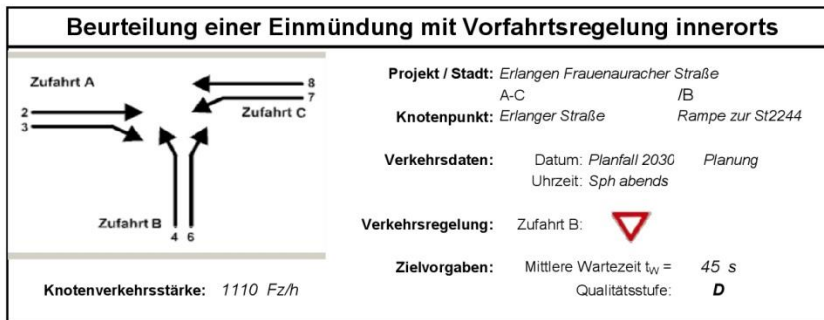 Beurteilung einer Einmündung mit Vorfahrtsregelung innerorts
Zufahrt A
8
7
Zufahrt C
2
3
Zufahrt B
4 6
Knotenverkehrsstärke: 1110 Fz/h
Projekt / Stadt: Erlangen Frauenauracher Straße
A-C /B
Knotenpunkt: Erlanger Straße Rampe zur St2244
Verkehrsdaten: Datum: Planfall 2030 Planung
Uhrzeit: Sph abends
Verkehrsregelung: Zufahrt B:
Zielvorgaben: Mittlere Wartezeit tW = 45 s
Qualitätsstufe: D